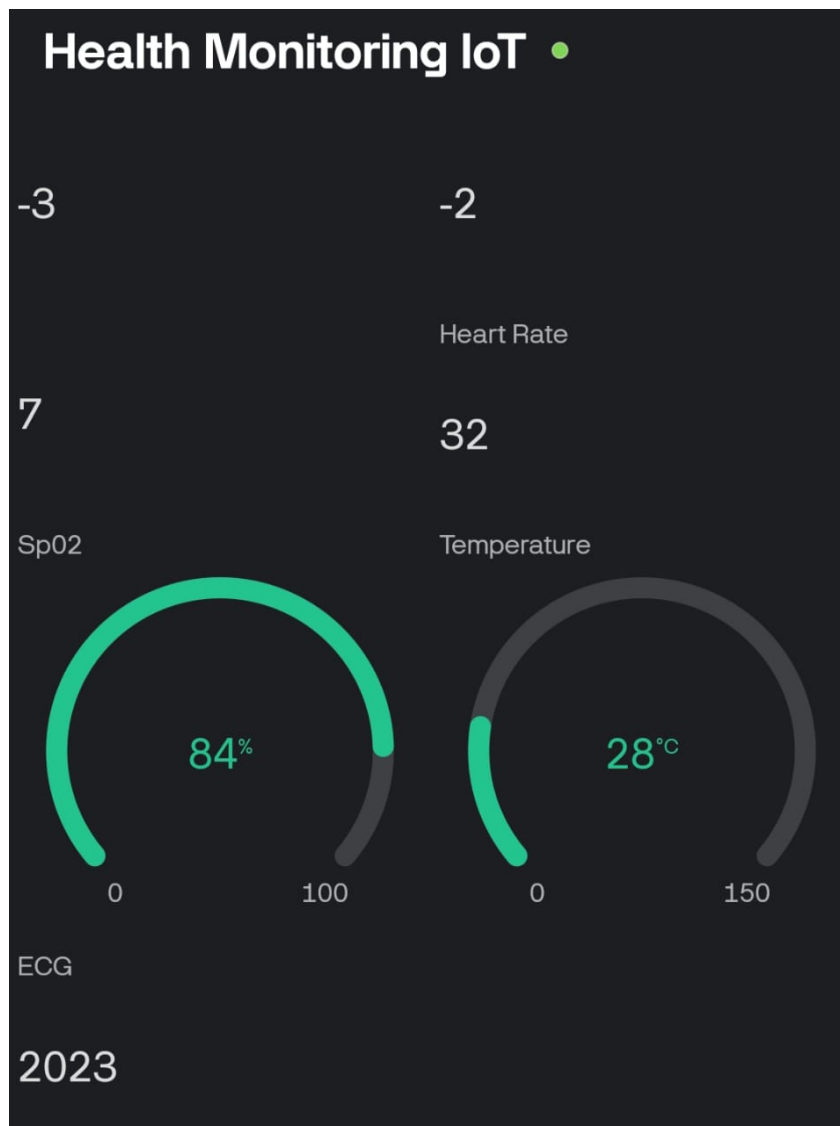 Health Monitoring IoT
-3
-2
Heart Rate
7
32
Sp02
Temperature
84%
28°C
0
100
0
150
ECG
2023